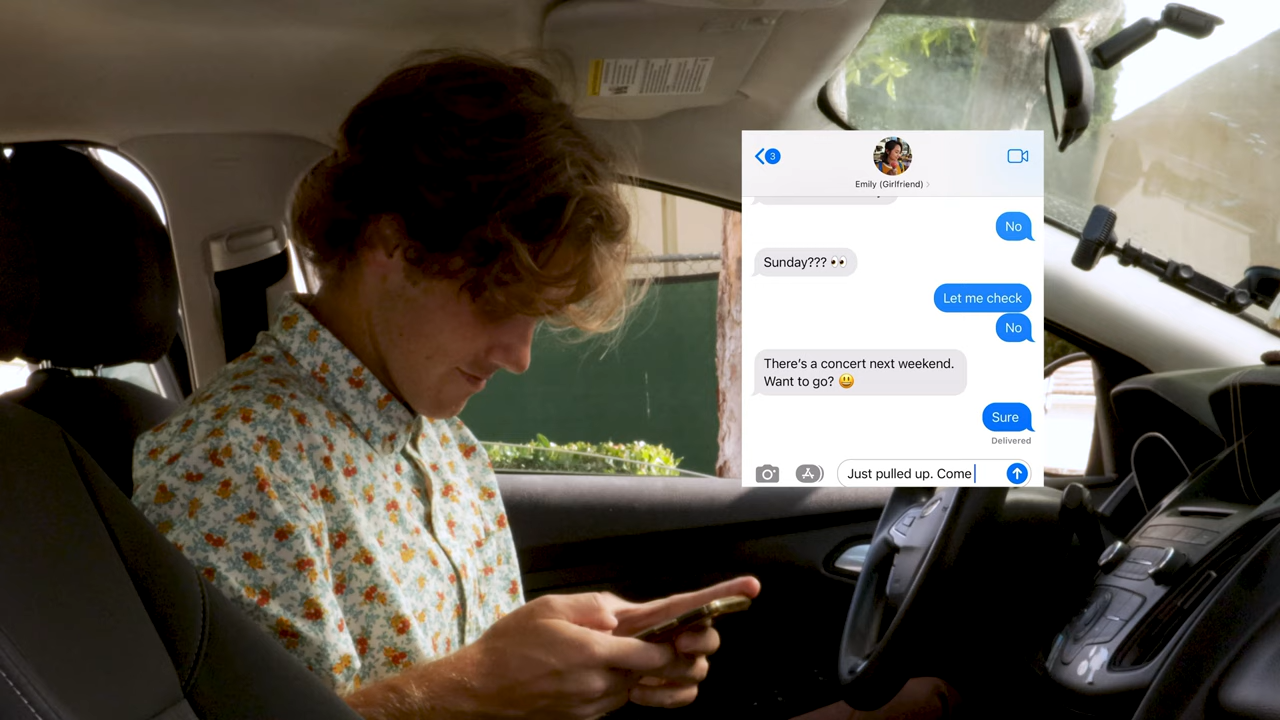 3
Emily (Girlfriend)
No
Sunday??? 👀
Let me check
No
There's a concert next weekend.
Want to go? 😃
Sure
Delivered
Just pulled up. Come